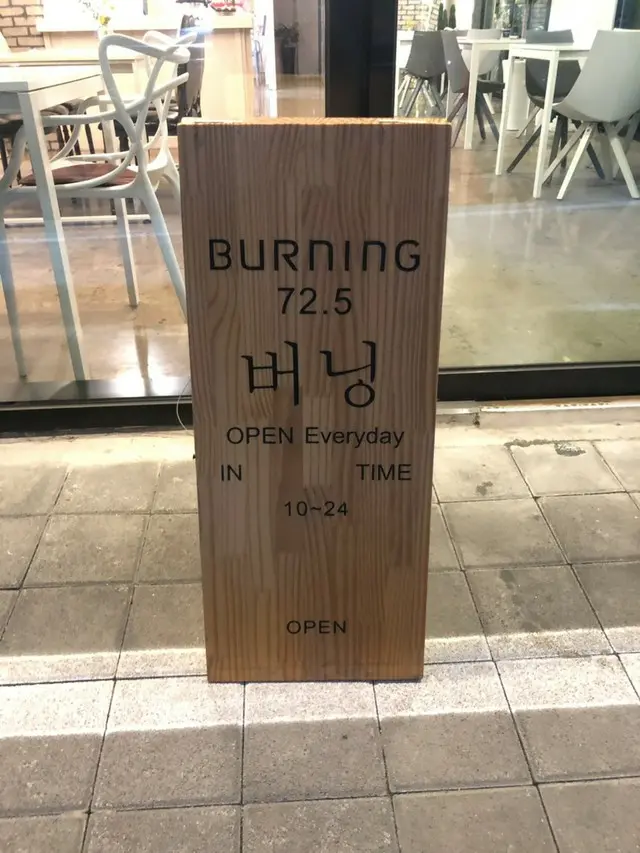 BURNING
72.5
버닝
OPEN Everyday
IN TIME
10~24
OPEN